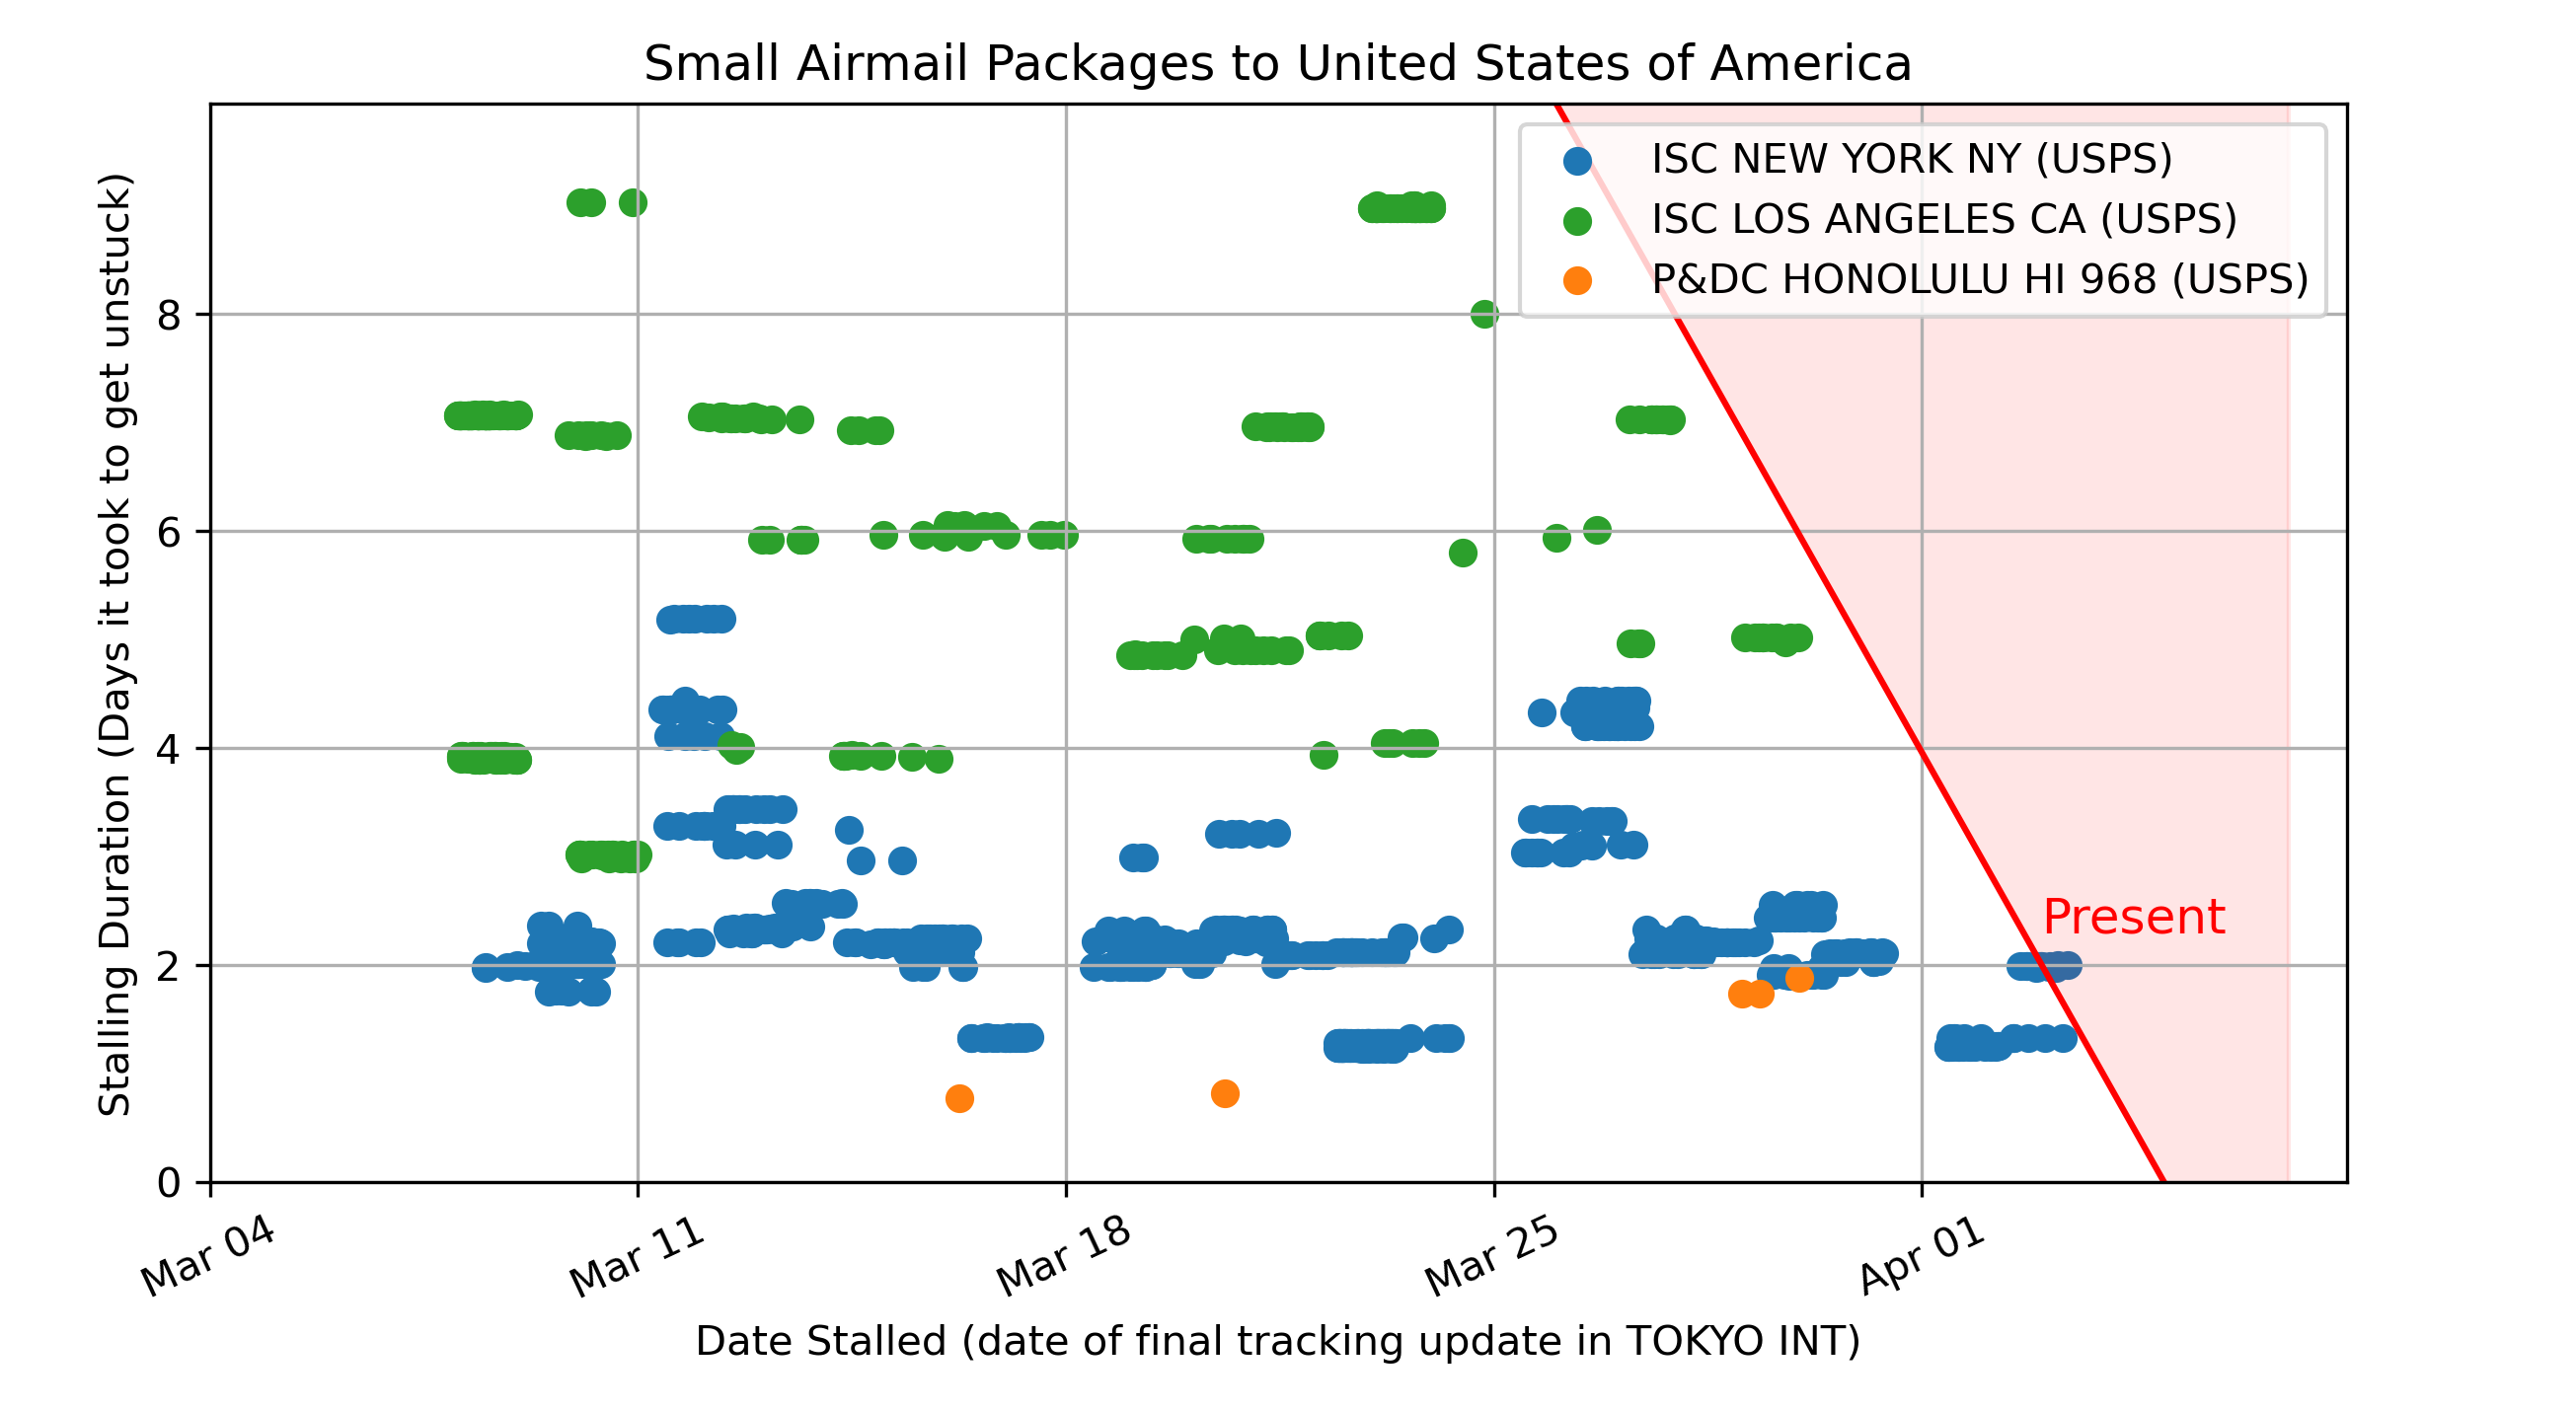 Small Airmail Packages to United States of America
ISC NEW YORK NY (USPS)
ISC LOS ANGELES CA (USPS)
P&DC HONOLULU HI 968 (USPS)
Stalling Duration (Days it took to get unstuck)
8
6
4
2
0
Present
Mar 04
Mar 11
Mar 18
Mar 25
Apr 01
Date Stalled (date of final tracking update in TOKYO INT)